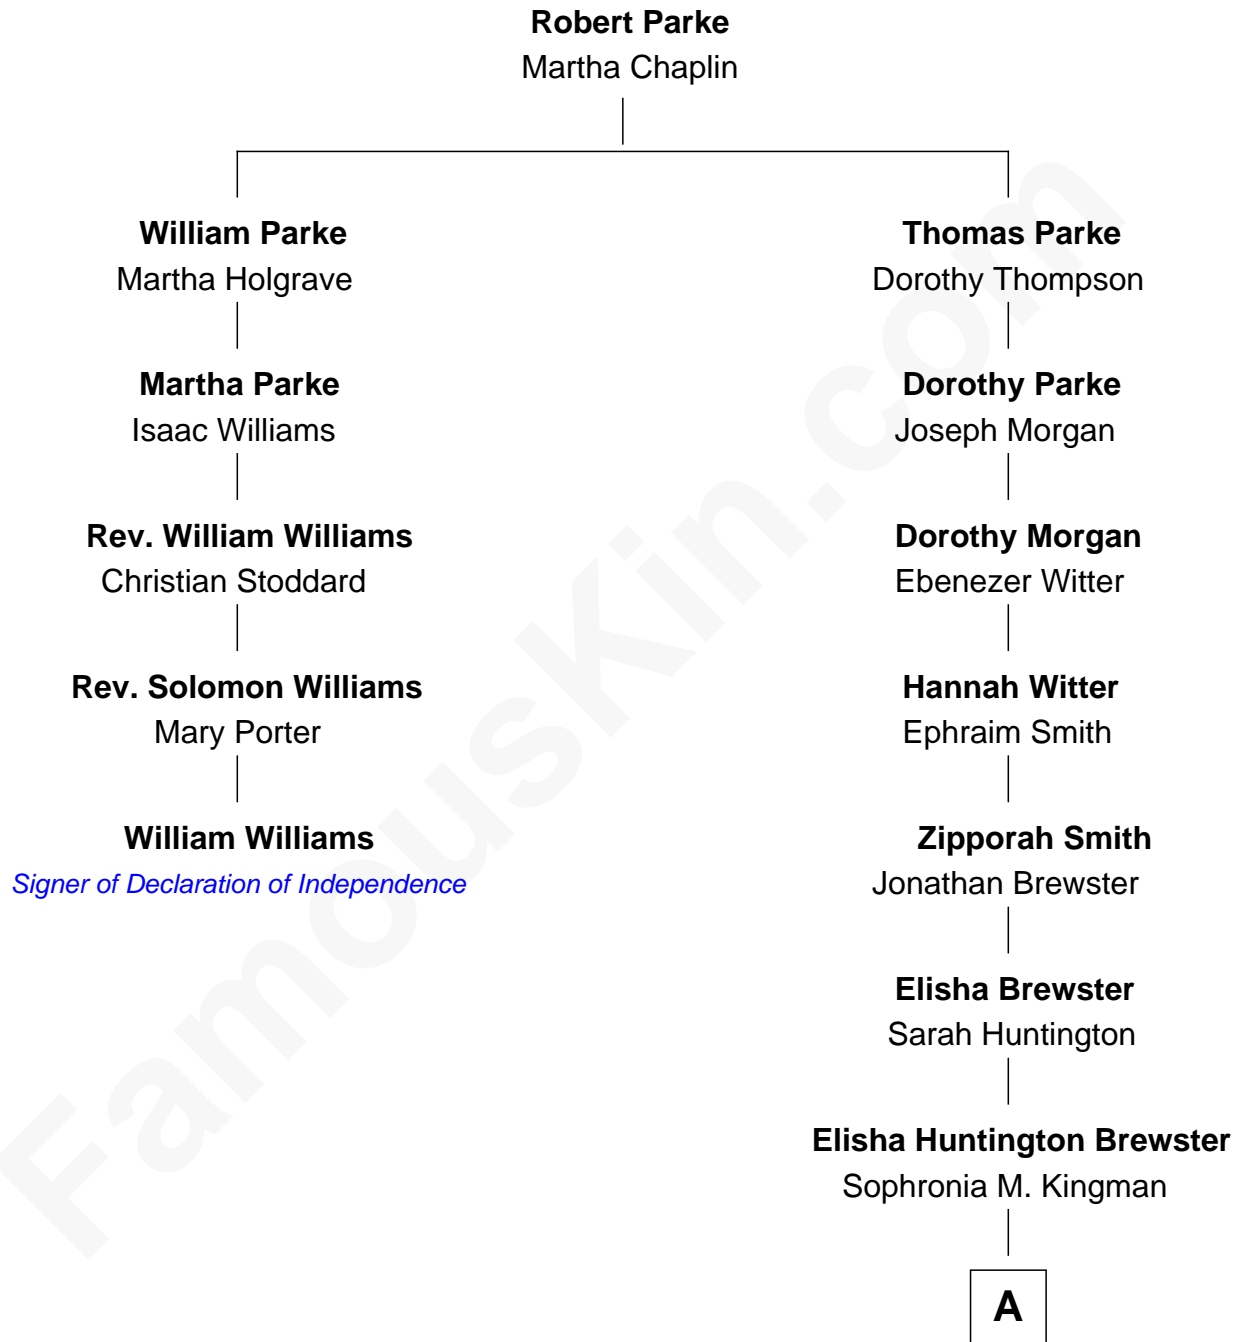 Robert Parke
Martha Chaplin
William Parke
Martha Holgrave
Martha Parke
Isaac Williams
Rev. William Williams
Christian Stoddard
Rev. Solomon Williams
Mary Porter
William Williams
Signer of Declaration of Independence
Thomas Parke
Dorothy Thompson
Dorothy Parke
Joseph Morgan
Dorothy Morgan
Ebenezer Witter
Hannah Witter
Ephraim Smith
Zipporah Smith
Jonathan Brewster
Elisha Brewster
Sarah Huntington
Elisha Huntington Brewster
Sophronia M. Kingman
A
FamousKin.com